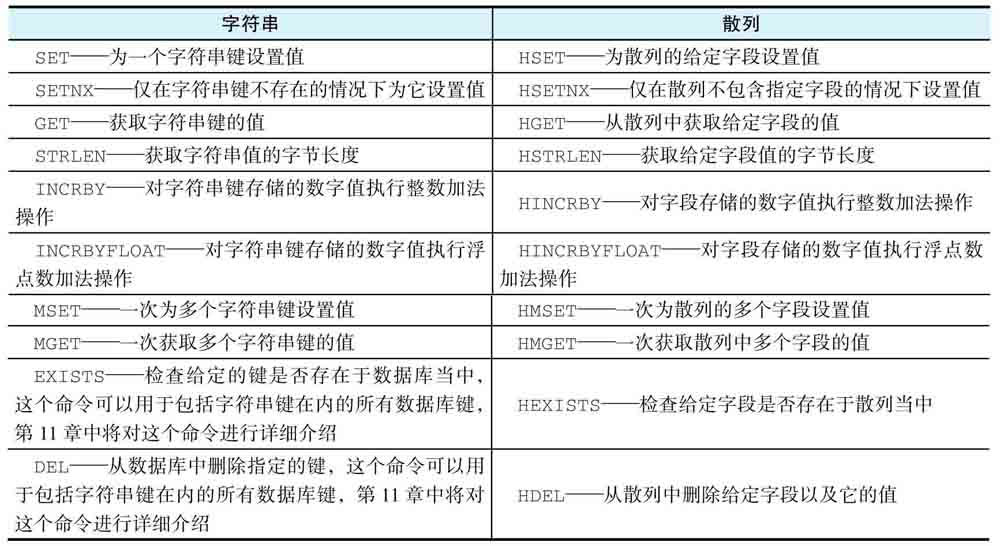 字符串
散列
SET——为一个字符串键设置值
HSET——为散列的给定字段设置值
SETNX——仅在字符串键不存在的情况下为它设置值
HSETNX——仅在散列不包含指定字段的情况下设置值
GET——获取字符串键的值
HGET——从散列中获取给定字段的值
STRLEN——获取字符串值的字节长度
HSTRLEN——获取给定字段值的字节长度
INCRBY——对字符串键存储的数字值执行整数加法
操作
HINCRBY——对字段存储的数字值执行整数加法操作
INCRBYFLOAT——对字符串键存储的数字值执行浮
点数加法操作
HINCRBYFLOAT——对字段存储的数字值执行浮点数
加法操作
MSET——一次为多个字符串键设置值
HMSET——一次为散列的多个字段设置值
MGET——一次获取多个字符串键的值
HMGET——一次获取散列中多个字段的值
EXISTS——检查给定的键是否存在于数据库当中，
这个命令可以用于包括字符串键在内的所有数据库键，
第 11 章中将对这个命令进行详细介绍
HEXISTS——检查给定字段是否存在于散列当中
DEL——从数据库中删除指定的键，这个命令可以用
于包括字符串键在内的所有数据库键，第 11 章中将对
这个命令进行详细介绍
HDEL——从散列中删除给定字段以及它的值